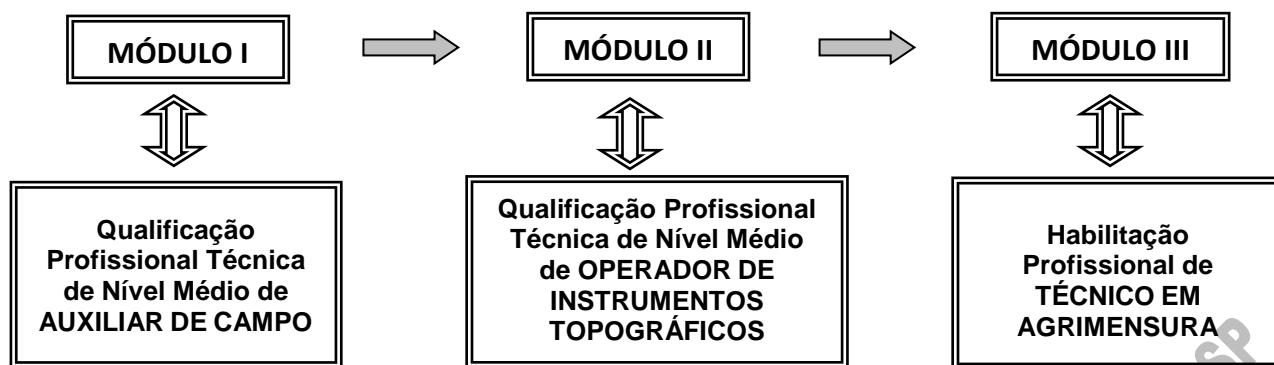 MÓDULO I
MÓDULO II
MÓDULO III
Qualificação
Profissional Técnica
de Nível Médio de
AUXILIAR DE CAMPO
Qualificação Profissional
Técnica de Nível Médio
de OPERADOR DE
INSTRUMENTOS
TOPOGRÁFICOS
Habilitação
Profissional de
TÉCNICO EM
AGRIMENSURA
SP